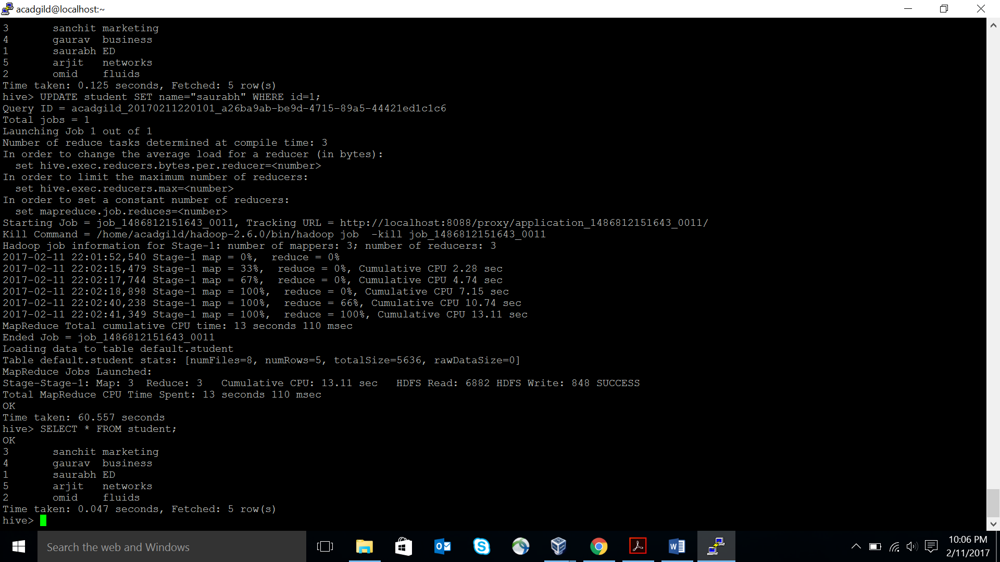 acadgild@localhost:~
3       sanchit marketing
4       gaurav  business
1       saurabh ED
5       arjit   networks
2       omid    fluids
Time taken: 0.125 seconds, Fetched: 5 row(s)
hive> UPDATE student SET name="saurabh" WHERE id=1;
Query ID = acadgild_20170211220101_a26ba9ab-be9d-4715-89a5-44421ed1c1c6
Total jobs = 1
Launching Job 1 out of 1
Number of reduce tasks determined at compile time: 3
In order to change the average load for a reducer (in bytes):
  set hive.exec.reducers.bytes.per.reducer=<number>
In order to limit the maximum number of reducers:
  set hive.exec.reducers.max=<number>
In order to set a constant number of reducers:
  set mapreduce.job.reduces=<number>
Starting Job = job_1486812151643_0011, Tracking URL = http://localhost:8088/proxy/application_1486812151643_0011/
Kill Command = /home/acadgild/hadoop-2.6.0/bin/hadoop job  -kill job_1486812151643_0011
Hadoop job information for Stage-1: number of mappers: 3; number of reducers: 3
2017-02-11 22:01:52,540 Stage-1 map = 0%,  reduce = 0%
2017-02-11 22:02:15,479 Stage-1 map = 33%,  reduce = 0%, Cumulative CPU 2.28 sec
2017-02-11 22:02:17,744 Stage-1 map = 67%,  reduce = 0%, Cumulative CPU 4.74 sec
2017-02-11 22:02:18,898 Stage-1 map = 100%,  reduce = 0%, Cumulative CPU 7.15 sec
2017-02-11 22:02:40,238 Stage-1 map = 100%,  reduce = 66%, Cumulative CPU 10.74 sec
2017-02-11 22:02:41,349 Stage-1 map = 100%,  reduce = 100%, Cumulative CPU 13.11 sec
MapReduce Total cumulative CPU time: 13 seconds 110 msec
Ended Job = job_1486812151643_0011
Loading data to table default.student
Table default.student stats: [numFiles=8, numRows=5, totalSize=5636, rawDataSize=0]
MapReduce Jobs Launched:
Stage-Stage-1: Map: 3  Reduce: 3   Cumulative CPU: 13.11 sec   HDFS Read: 6882 HDFS Write: 848 SUCCESS
Total MapReduce CPU Time Spent: 13 seconds 110 msec
OK
Time taken: 60.557 seconds
hive> SELECT * FROM student;
OK
3       sanchit marketing
4       gaurav  business
1       saurabh ED
5       arjit   networks
2       omid    fluids
Time taken: 0.047 seconds, Fetched: 5 row(s)
hive>
Search the web and Windows
10:06 PM
2/11/2017